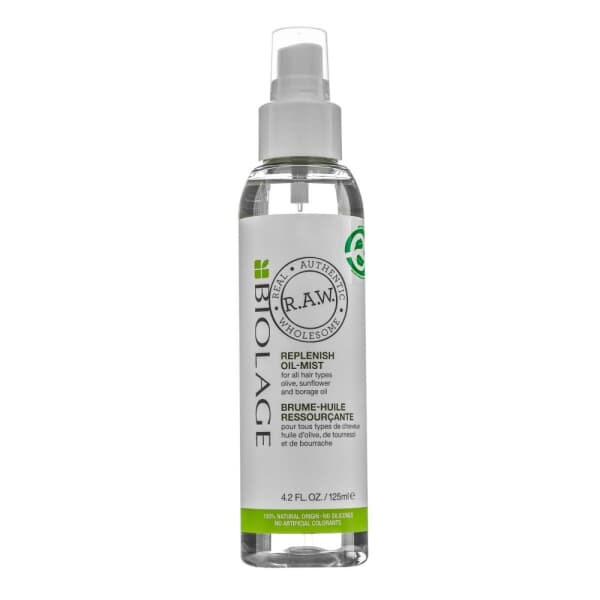 BIOLAGE
REAL • AUTHENTIC • WHOLESOME
R.A.W.
REPLENISH
OIL-MIST
for all hair types
olive, sunflower
and borage oil
BRUME-HUILE
RESSOURÇANTE
pour tous types de cheveux
huile d'olive, de tournesol
et de bourrache
4.2 FL. OZ. / 125ml e
100% NATURAL ORIGIN • NO SILICONES
NO ARTIFICIAL COLORANTS